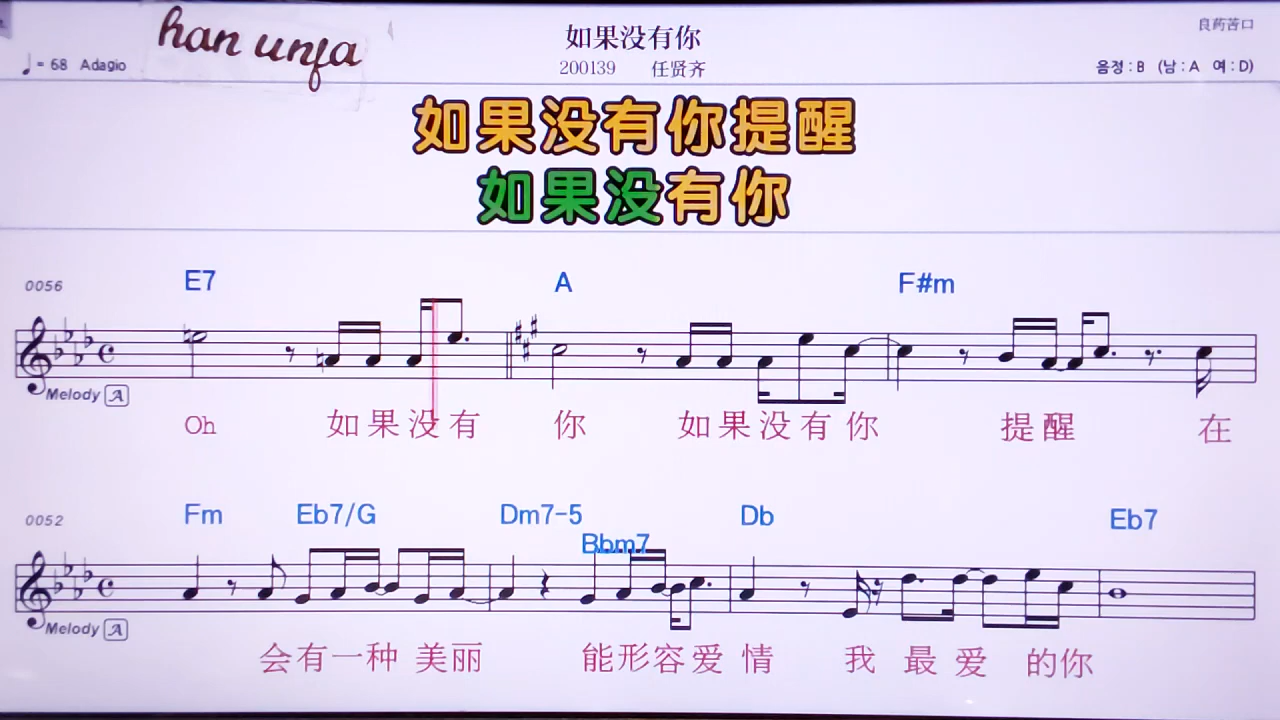 han unfa
如果没有你
良药苦口
♩= 68 Adagio
200139 任贤齐
음정 : B (남 : A 여 : D)
如果没有你提醒
如果没有你
0056
E7 A F#m
Melody A
Oh 如果没有 你 如果没有你 提醒 在
0052
Fm Eb7/G Dm7-5 Db Eb7
Bbm7
Melody A
会有一种 美丽 能形容爱 情 我 最 爱 的你